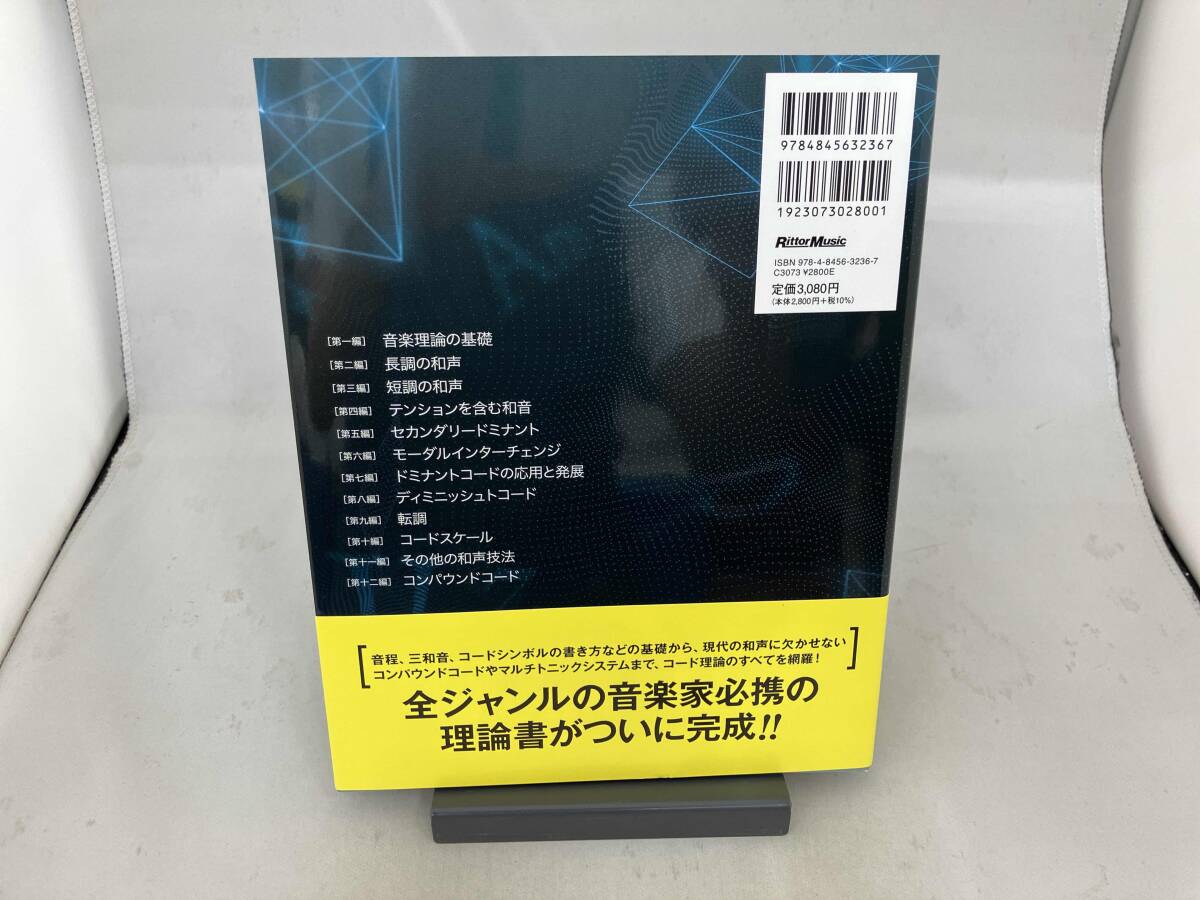 9784845632367
1923073028001
RittorMusic
ISBN 978-4-8456-3236-7
C3073 ¥2800E
定価3,080円
(本体2,800円+税10%)
[第一編] 音楽理論の基礎
[第二編] 長調の和声
[第三編] 短調の和声
[第四編] テンションを含む和音
[第五編] セカンダリードミナント
[第六編] モーダルインターチェンジ
[第七編] ドミナントコードの応用と発展
[第八編] ディミニッシュトコード
[第九編] 転調
[第十編] コードスケール
[第十一編] その他の和声技法
[第十二編] コンパウンドコード
音程、三和音、コードシンボルの書き方などの基礎から、現代の和声に欠かせない
コンパウンドコードやマルチトニックシステムまで、コード理論のすべてを網羅!
全ジャンルの音楽家必携の
理論書がついに完成!!